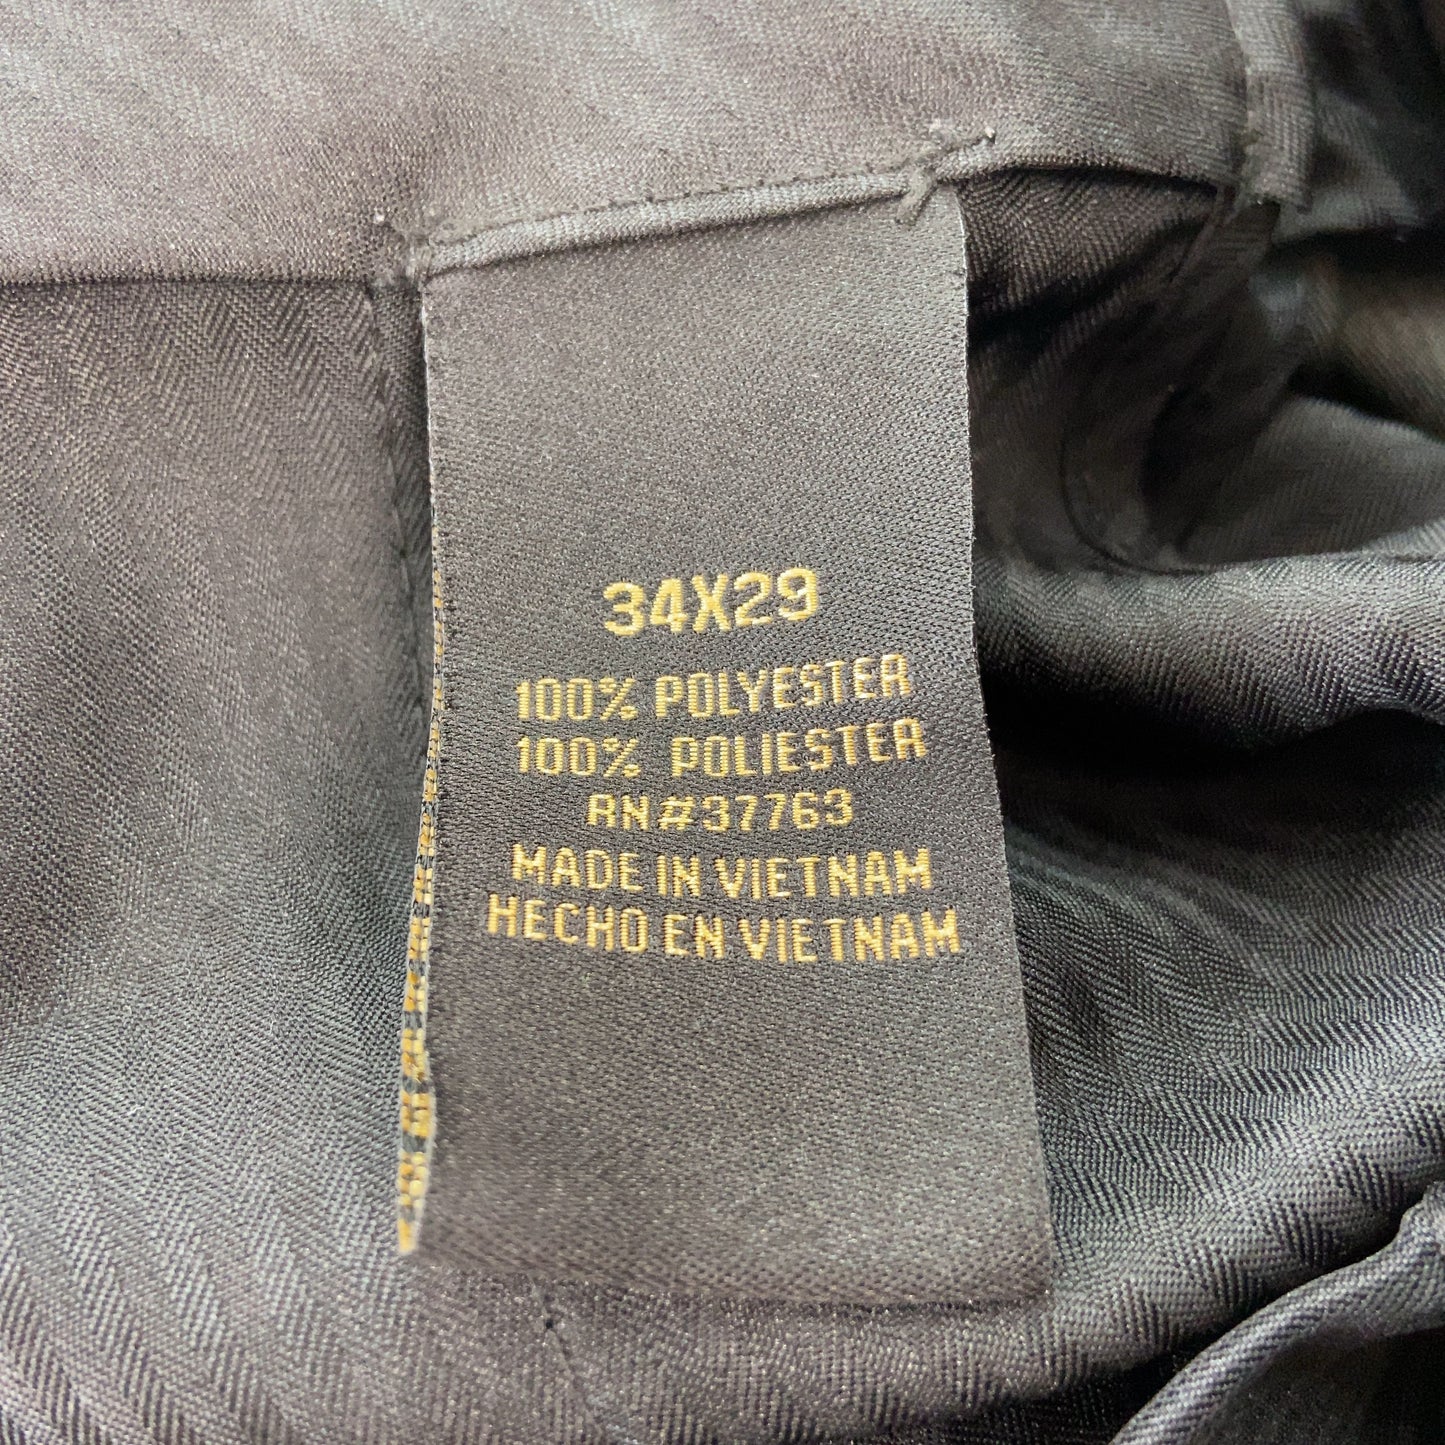 34X29
100% POLYESTER
100% POLIESTER
RN#37763
MADE IN VIETNAM
HECHO EN VIETNAM